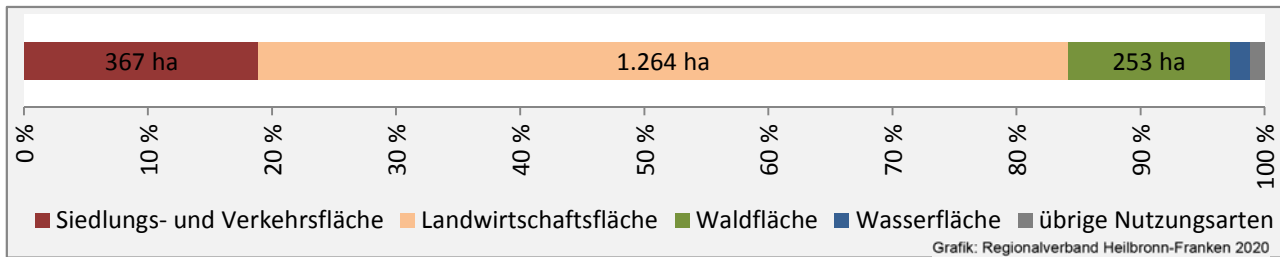 367 ha 1.264 ha 253 ha
0 % 10 % 20 % 30 % 40 % 50 % 60 % 70 % 80 % 90 % 100 %
Siedlungs- und Verkehrsfläche Landwirtschaftsfläche Waldfläche Wasserfläche übrige Nutzungsarten
Grafik: Regionalverband Heilbronn-Franken 2020